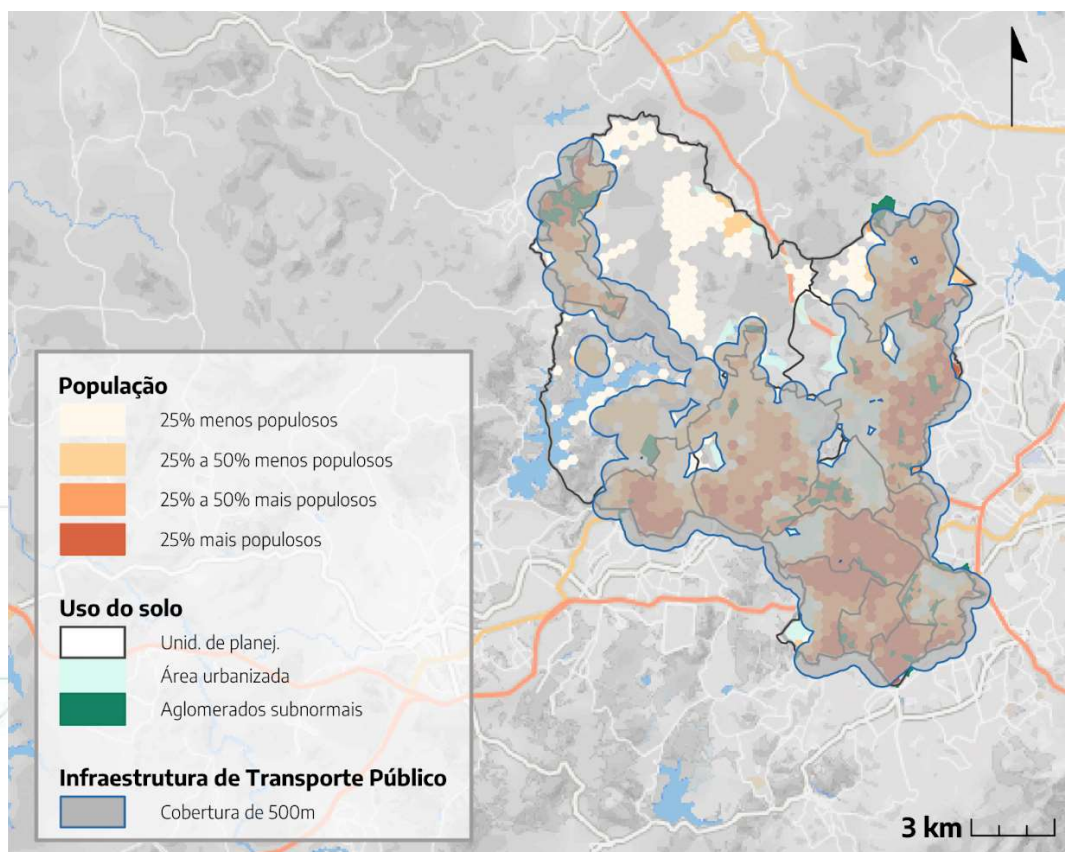 População
25% menos populosos
25% a 50% menos populosos
25% a 50% mais populosos
25% mais populosos
Uso do solo
Unid. de planej.
Área urbanizada
Aglomerados subnormais
Infraestrutura de Transporte Público
Cobertura de 500m
3 km